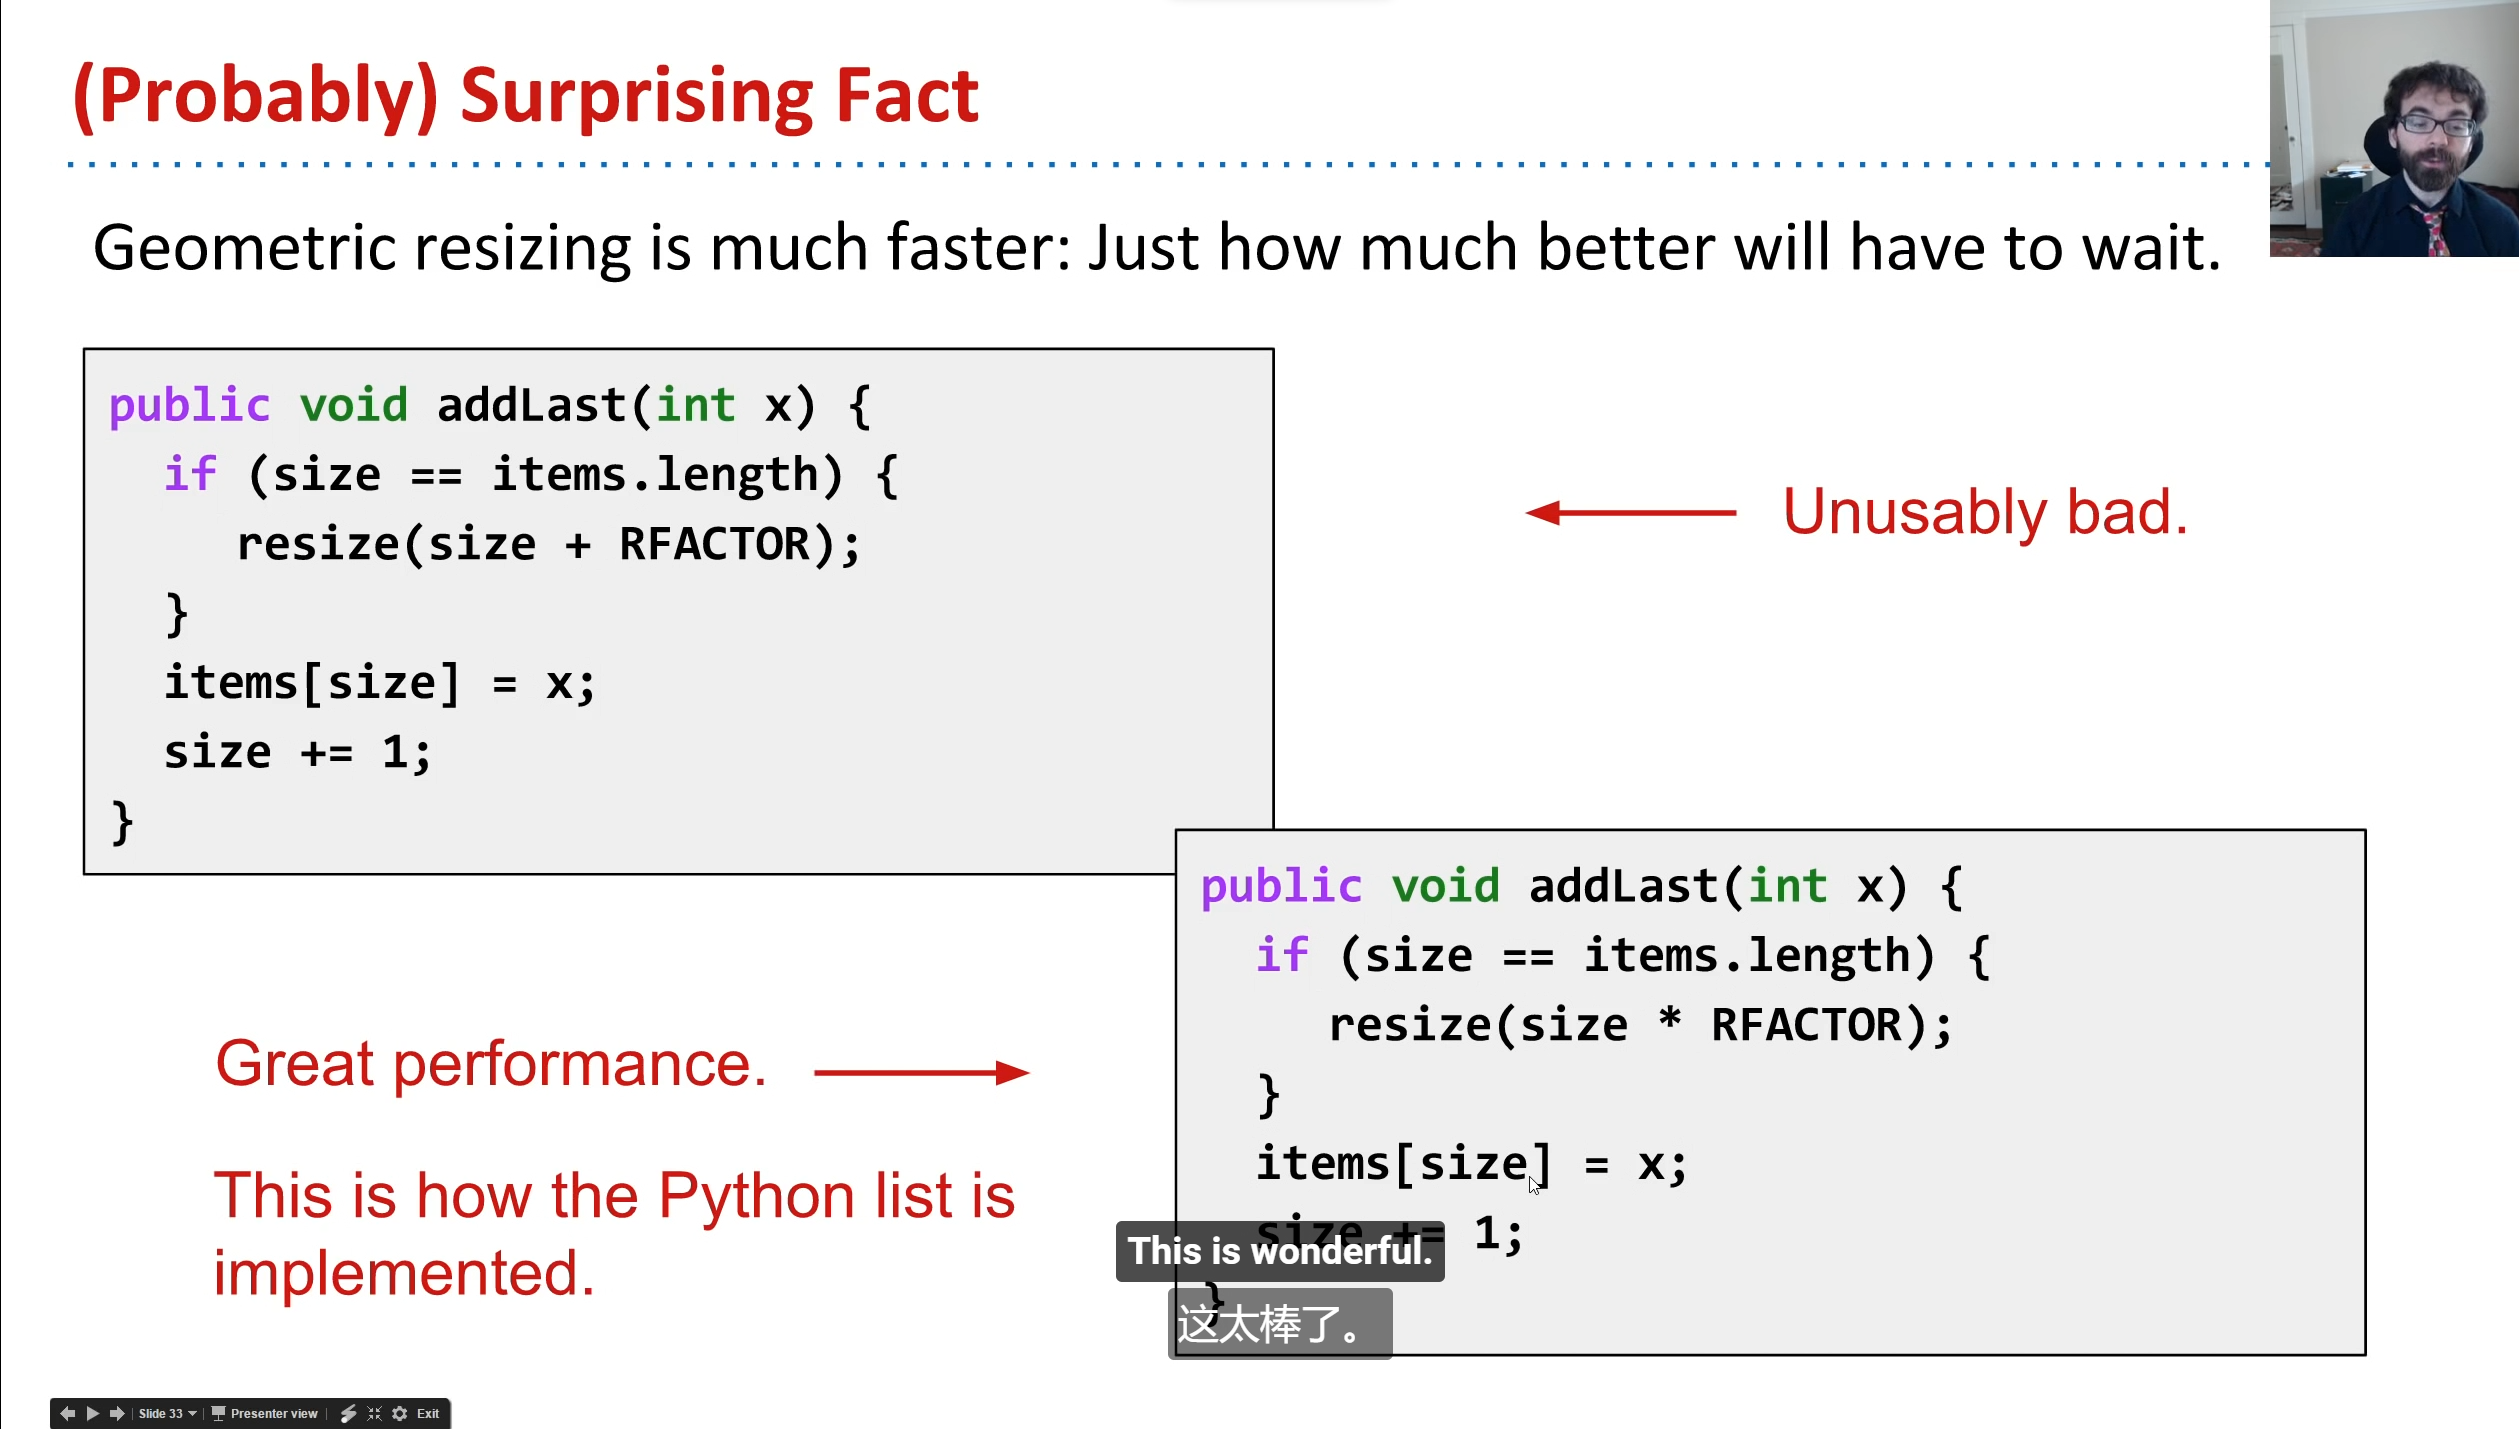 (Probably) Surprising Fact
Geometric resizing is much faster: Just how much better will have to wait.
public void addLast(int x) {
if (size == items.length) {
resize(size + RFACTOR);
}
items[size] = x;
size += 1;
}
Unusably bad.
Great performance.
This is how the Python list is
implemented.
public void addLast(int x) {
if (size == items.length) {
resize(size * RFACTOR);
}
items[size] = x;
size += 1;
}
This is wonderful.
这太棒了。
Slide 33
Presenter view
Exit